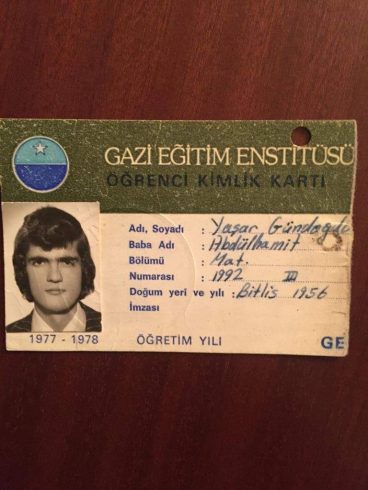 GAZİ EĞİTİM ENSTİTÜSÜ
ÖĞRENCİ KİMLİK KARTI
Adı, Soyadı : Yaşar Gündoğdu
Baba Adı : Abdülhamit
Bölümü : Mat.
Numarası : 1992 III
Doğum yeri ve yılı : Bitlis 1956
İmzası
1977 - 1978 ÖĞRETİM YILI GE